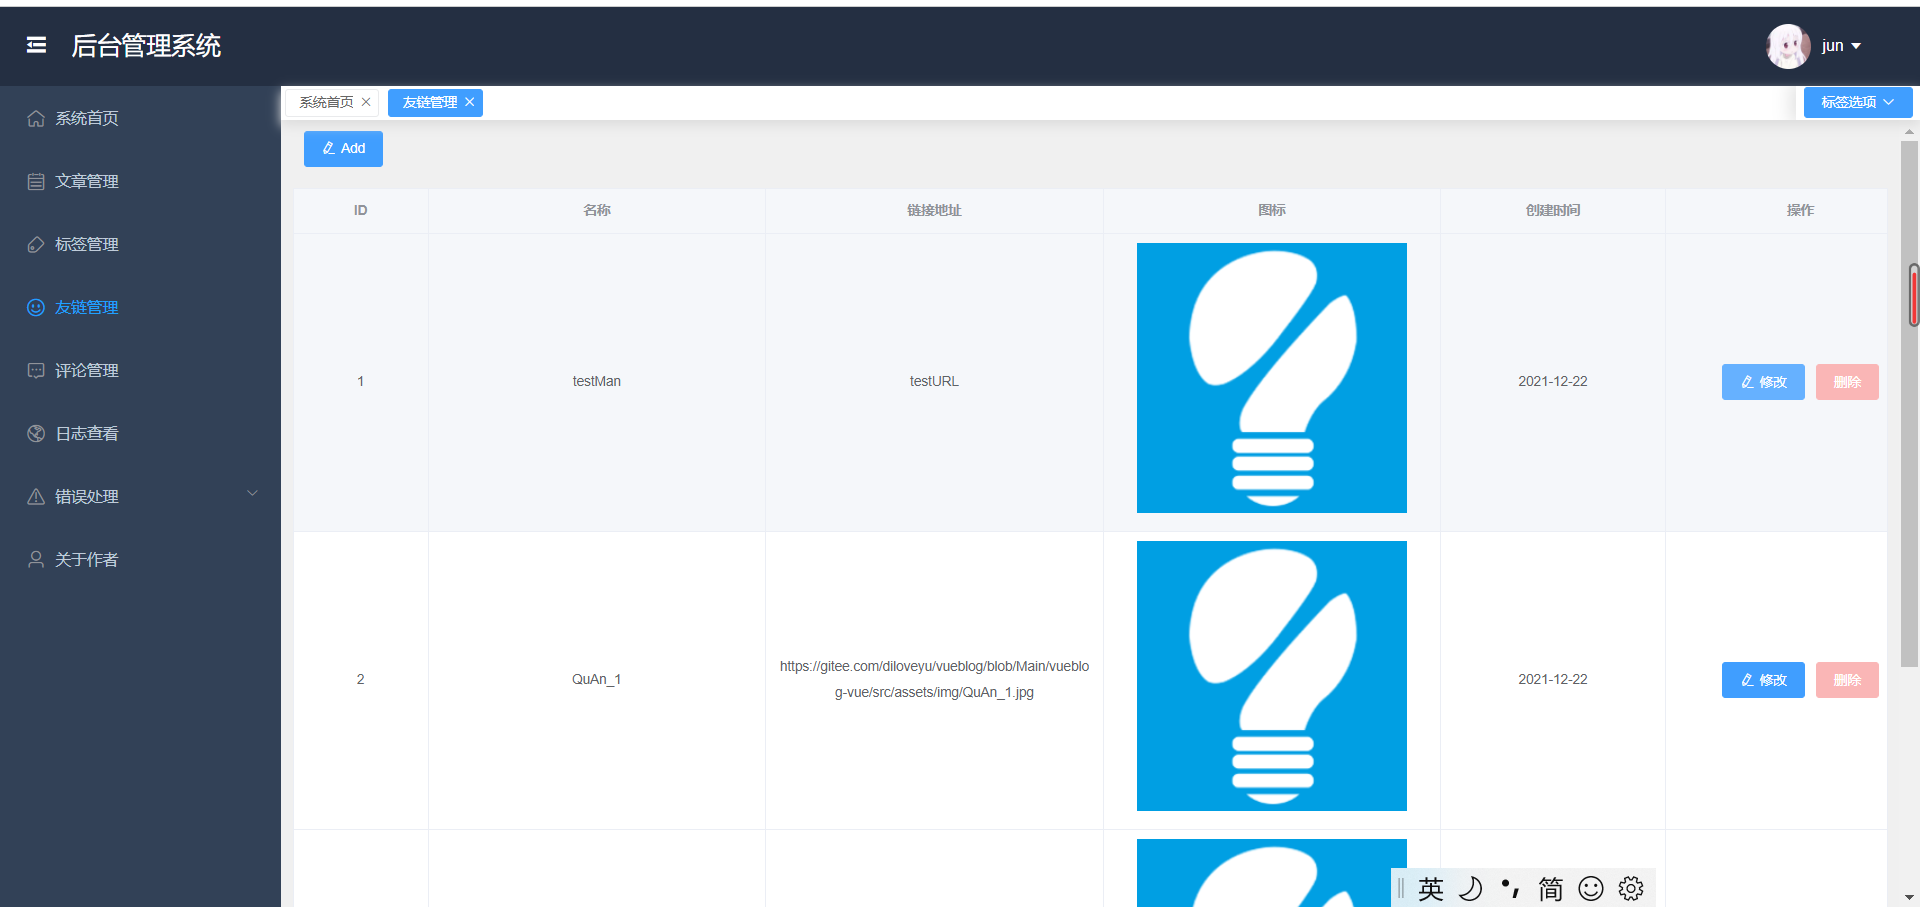 后台管理系统
jun
系统首页
文章管理
标签管理
友链管理
评论管理
日志查看
错误处理
关于作者
系统首页 友链管理 标签选项
Add
ID 名称 链接地址 图标 创建时间 操作
1 testMan testURL 2021-12-22 修改 删除
2 QuAn_1 https://gitee.com/diloveyu/vueblog/blob/Main/vueblo
g-vue/src/assets/img/QuAn_1.jpg 2021-12-22 修改 删除
英 简